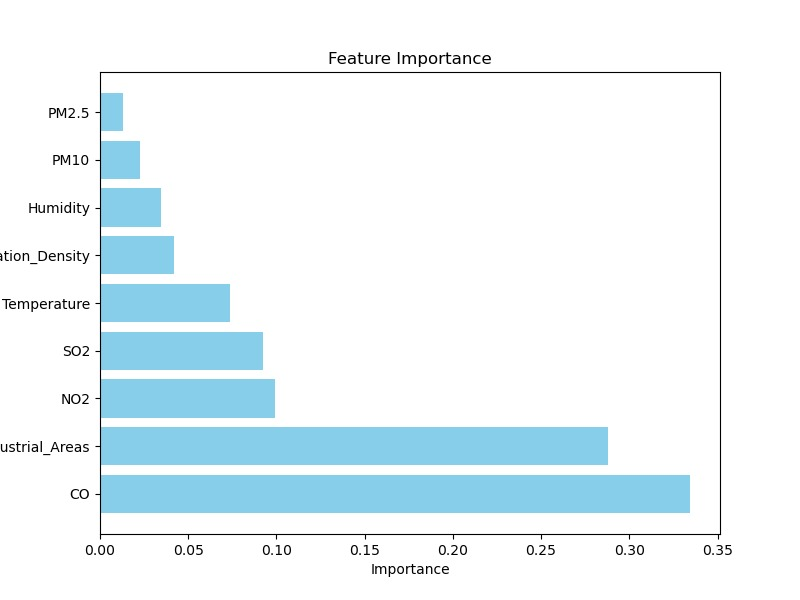 Feature Importance
PM2.5
PM10
Humidity
ation_Density
Temperature
SO2
NO2
ustrial_Areas
CO
0.00 0.05 0.10 0.15 0.20 0.25 0.30 0.35
Importance